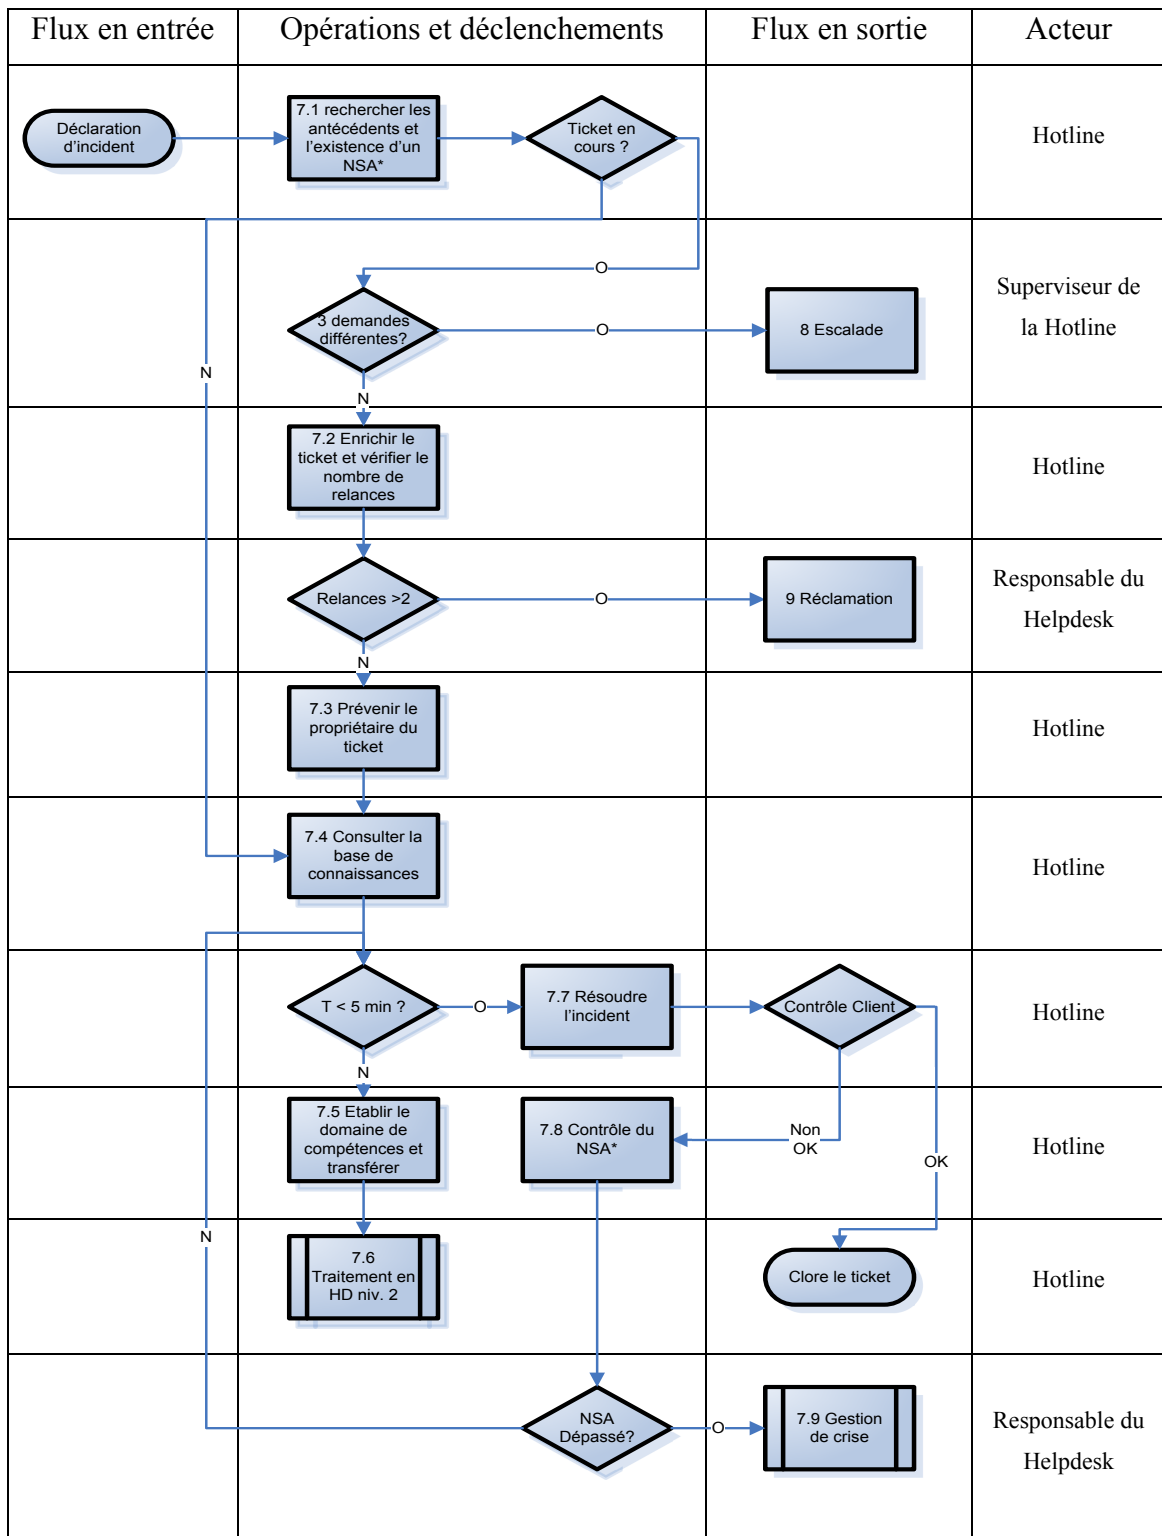 Flux en entrée
Opérations et déclenchements
Flux en sortie
Acteur
Déclaration
d'incident
7.1 rechercher les
antécédents et
l'existence d'un
NSA*
Ticket en
cours ?
Hotline
O
3 demandes
différentes?
O
8 Escalade
Superviseur de
la Hotline
N
N
7.2 Enrichir le
ticket et vérifier le
nombre de
relances
Hotline
Relances >2
O
9 Réclamation
Responsable du
Helpdesk
N
7.3 Prévenir le
propriétaire du
ticket
Hotline
7.4 Consulter la
base de
connaissances
Hotline
T < 5 min ?
O
7.7 Résoudre
l'incident
Contrôle Client
Hotline
N
7.5 Etablir le
domaine de
compétences et
transférer
7.8 Contrôle du
NSA*
Non
OK
OK
Hotline
N
7.6
Traitement en
HD niv. 2
Clore le ticket
Hotline
NSA
Dépassé?
O
7.9 Gestion
de crise
Responsable du
Helpdesk